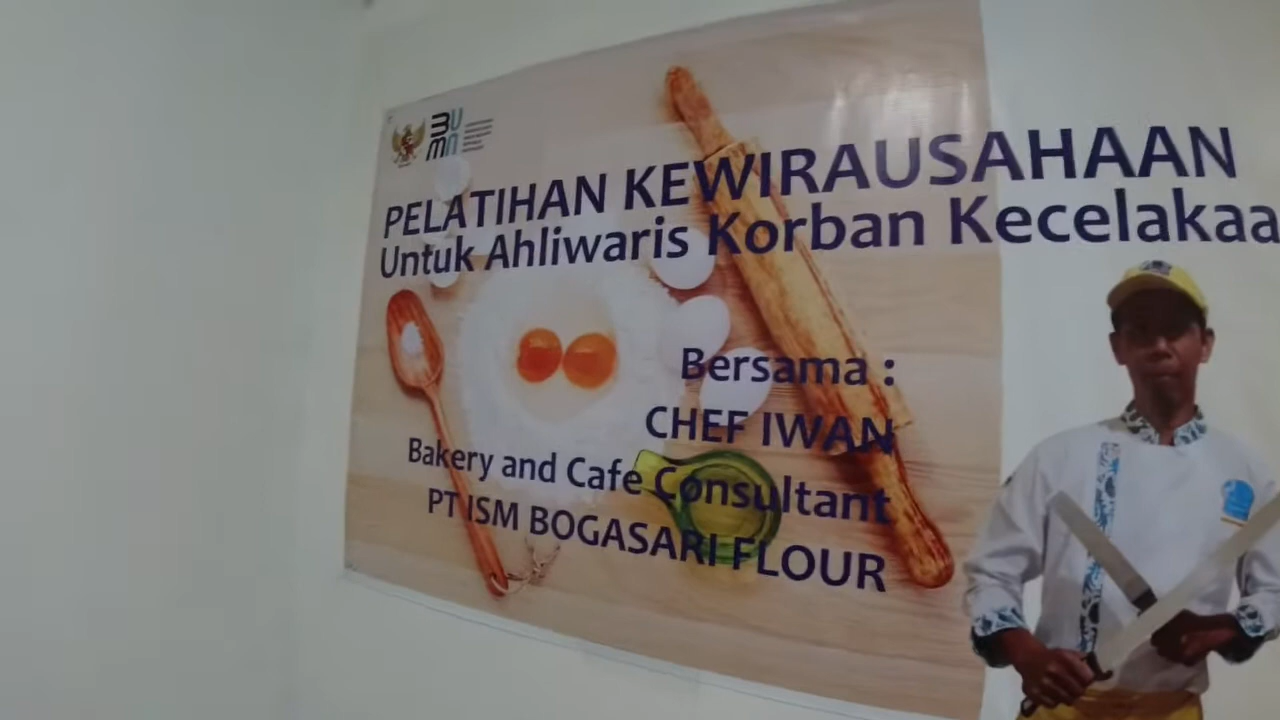 BUMN
PELATIHAN KEWIRAUSAHAAN
Untuk Ahliwaris Korban Kecelakaa
Bersama :
CHEF IWAN
Bakery and Cafe Consultant
PT ISM BOGASARI FLOUR